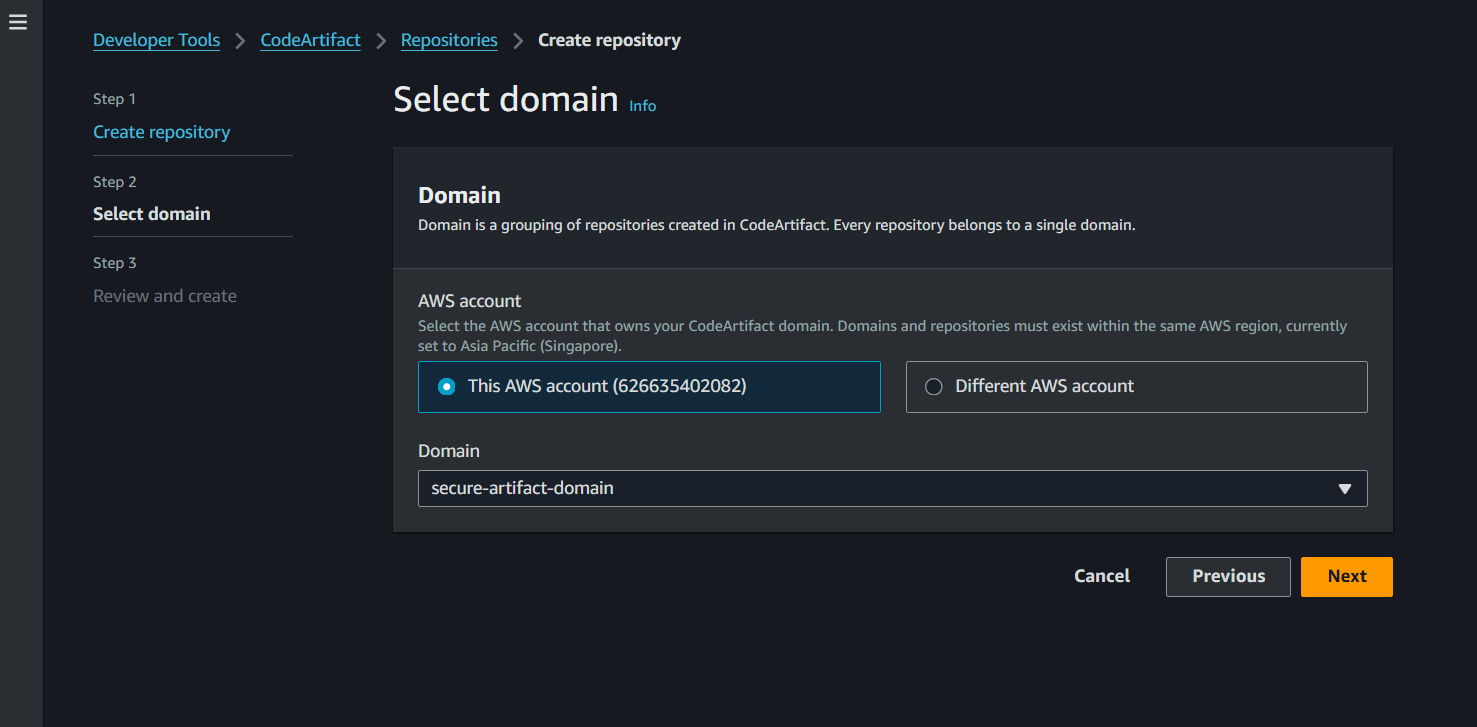 Developer Tools > CodeArtifact > Repositories > Create repository
Step 1
Create repository
Step 2
Select domain
Step 3
Review and create
Select domain Info
Domain
Domain is a grouping of repositories created in CodeArtifact. Every repository belongs to a single domain.
AWS account
Select the AWS account that owns your CodeArtifact domain. Domains and repositories must exist within the same AWS region, currently
set to Asia Pacific (Singapore).
This AWS account (626635402082)
Different AWS account
Domain
secure-artifact-domain
Cancel
Previous
Next